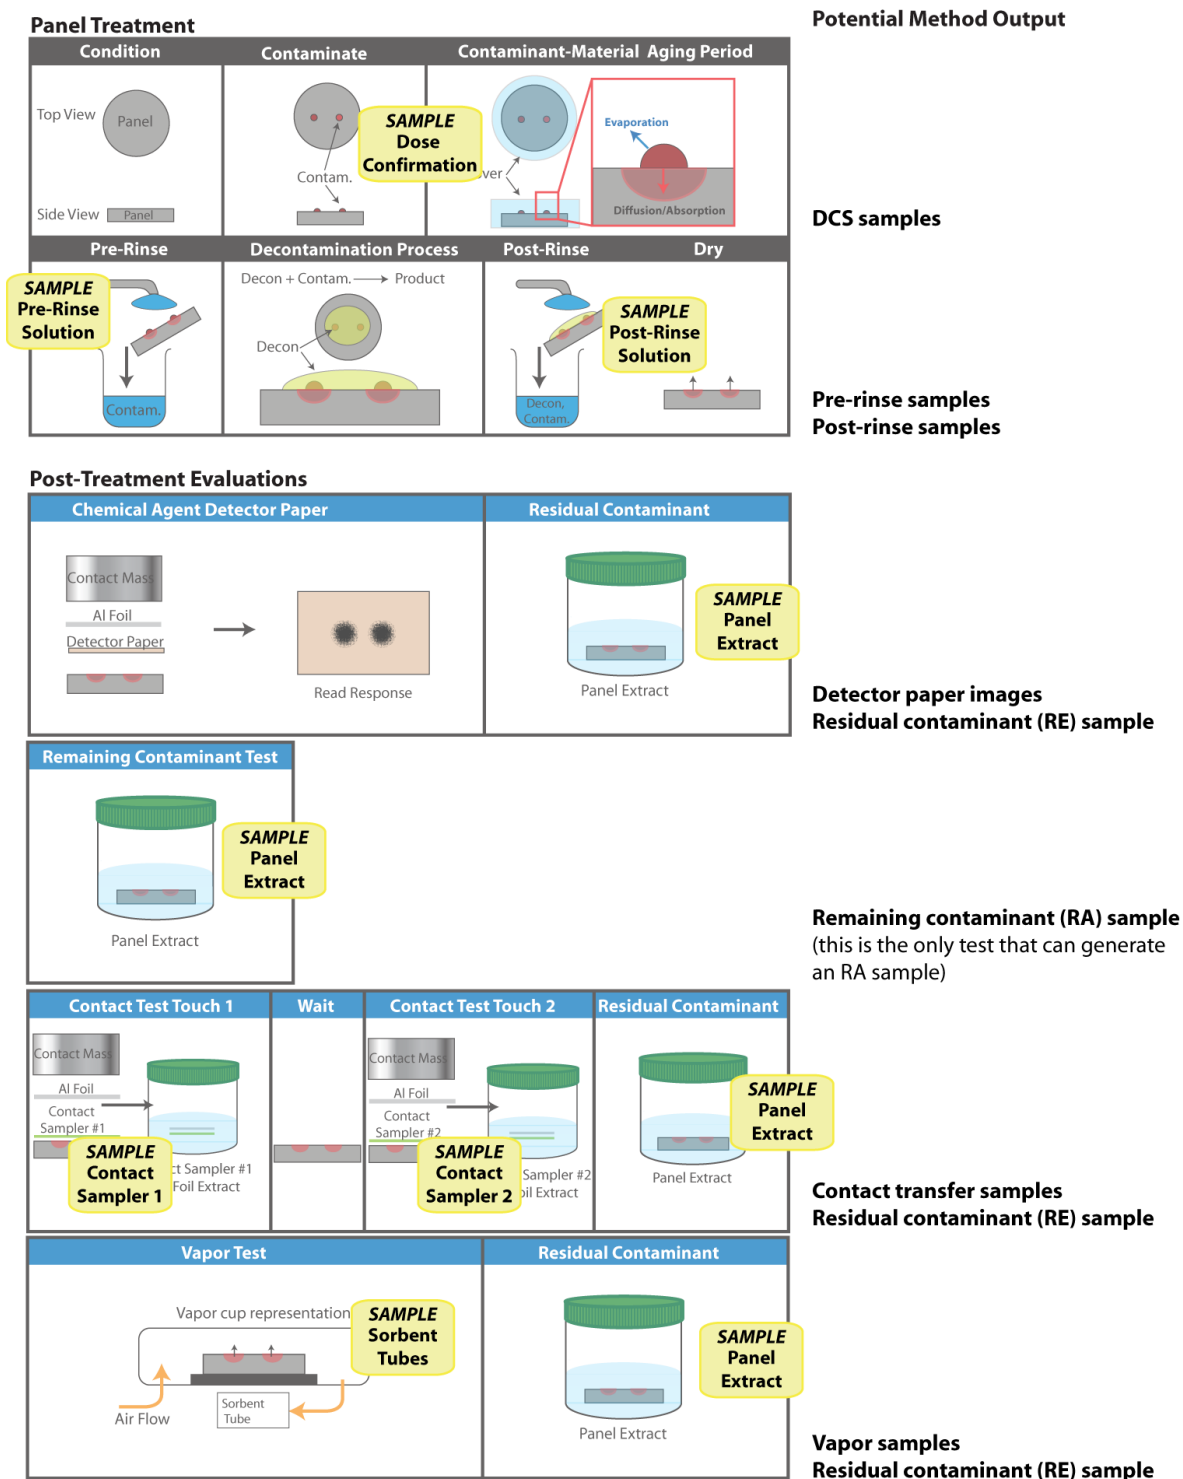 Panel Treatment
Potential Method Output
Condition
Contaminate
Contaminant-Material Aging Period
Top View
Panel
Side View
Panel
SAMPLE
Dose
Confirmation
Contam.
Evaporation
Diffusion/Absorption
DCS samples
Pre-Rinse
Decontamination Process
Post-Rinse
Dry
SAMPLE
Pre-Rinse
Solution
Contam.
Decon + Contam.
Product
Decon
SAMPLE
Post-Rinse
Solution
Decon,
Contam.
Pre-rinse samples
Post-rinse samples
Post-Treatment Evaluations
Chemical Agent Detector Paper
Residual Contaminant
Contact Mass
Al Foil
Detector Paper
Read Response
SAMPLE
Panel
Extract
Panel Extract
Detector paper images
Residual contaminant (RE) sample
Remaining Contaminant Test
SAMPLE
Panel
Extract
Panel Extract
Remaining contaminant (RA) sample
(this is the only test that can generate
an RA sample)
Contact Test Touch 1
Wait
Contact Test Touch 2
Residual Contaminant
Contact Mass
Al Foil
Contact
Sampler #1
SAMPLE
Contact
Sampler 1
Sampler #1
Foil Extract
Contact Mass
Al Foil
Contact
Sampler #2
SAMPLE
Contact
Sampler 2
Sampler #2
Extract
SAMPLE
Panel
Extract
Panel Extract
Contact transfer samples
Residual contaminant (RE) sample
Vapor Test
Residual Contaminant
Vapor cup representation
SAMPLE
Sorbent
Tubes
Air Flow
Sorbent
Tube
SAMPLE
Panel
Extract
Panel Extract
Vapor samples
Residual contaminant (RE) sample